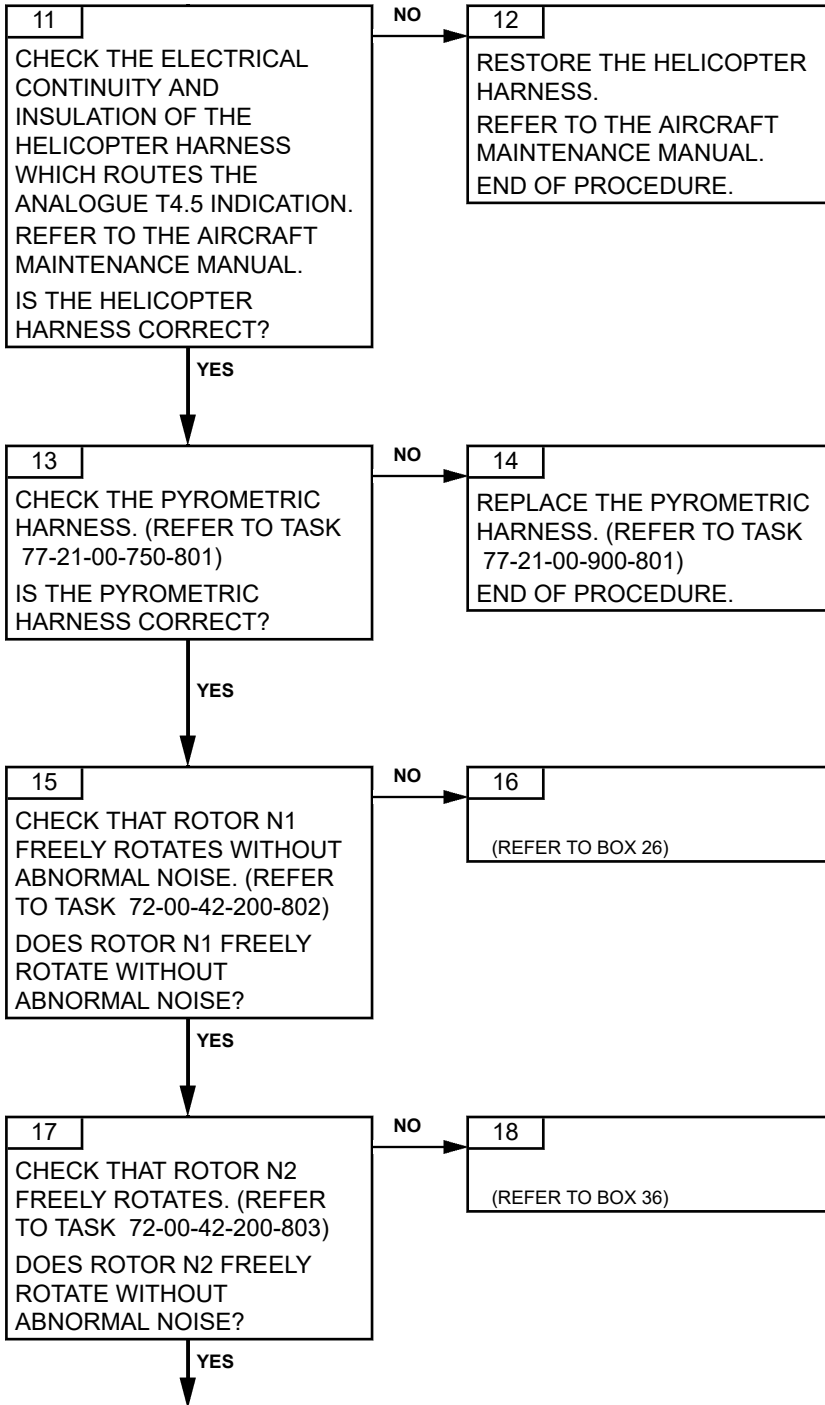 11
CHECK THE ELECTRICAL
CONTINUITY AND
INSULATION OF THE
HELICOPTER HARNESS
WHICH ROUTES THE
ANALOGUE T4.5 INDICATION.
REFER TO THE AIRCRAFT
MAINTENANCE MANUAL.
IS THE HELICOPTER
HARNESS CORRECT?
NO
12
RESTORE THE HELICOPTER
HARNESS.
REFER TO THE AIRCRAFT
MAINTENANCE MANUAL.
END OF PROCEDURE.
YES
13
CHECK THE PYROMETRIC
HARNESS. (REFER TO TASK
77-21-00-750-801)
IS THE PYROMETRIC
HARNESS CORRECT?
NO
14
REPLACE THE PYROMETRIC
HARNESS. (REFER TO TASK
77-21-00-900-801)
END OF PROCEDURE.
YES
15
CHECK THAT ROTOR N1
FREELY ROTATES WITHOUT
ABNORMAL NOISE. (REFER
TO TASK 72-00-42-200-802)
DOES ROTOR N1 FREELY
ROTATE WITHOUT
ABNORMAL NOISE?
NO
16
(REFER TO BOX 26)
YES
17
CHECK THAT ROTOR N2
FREELY ROTATES. (REFER
TO TASK 72-00-42-200-803)
DOES ROTOR N2 FREELY
ROTATE WITHOUT
ABNORMAL NOISE?
NO
18
(REFER TO BOX 36)
YES